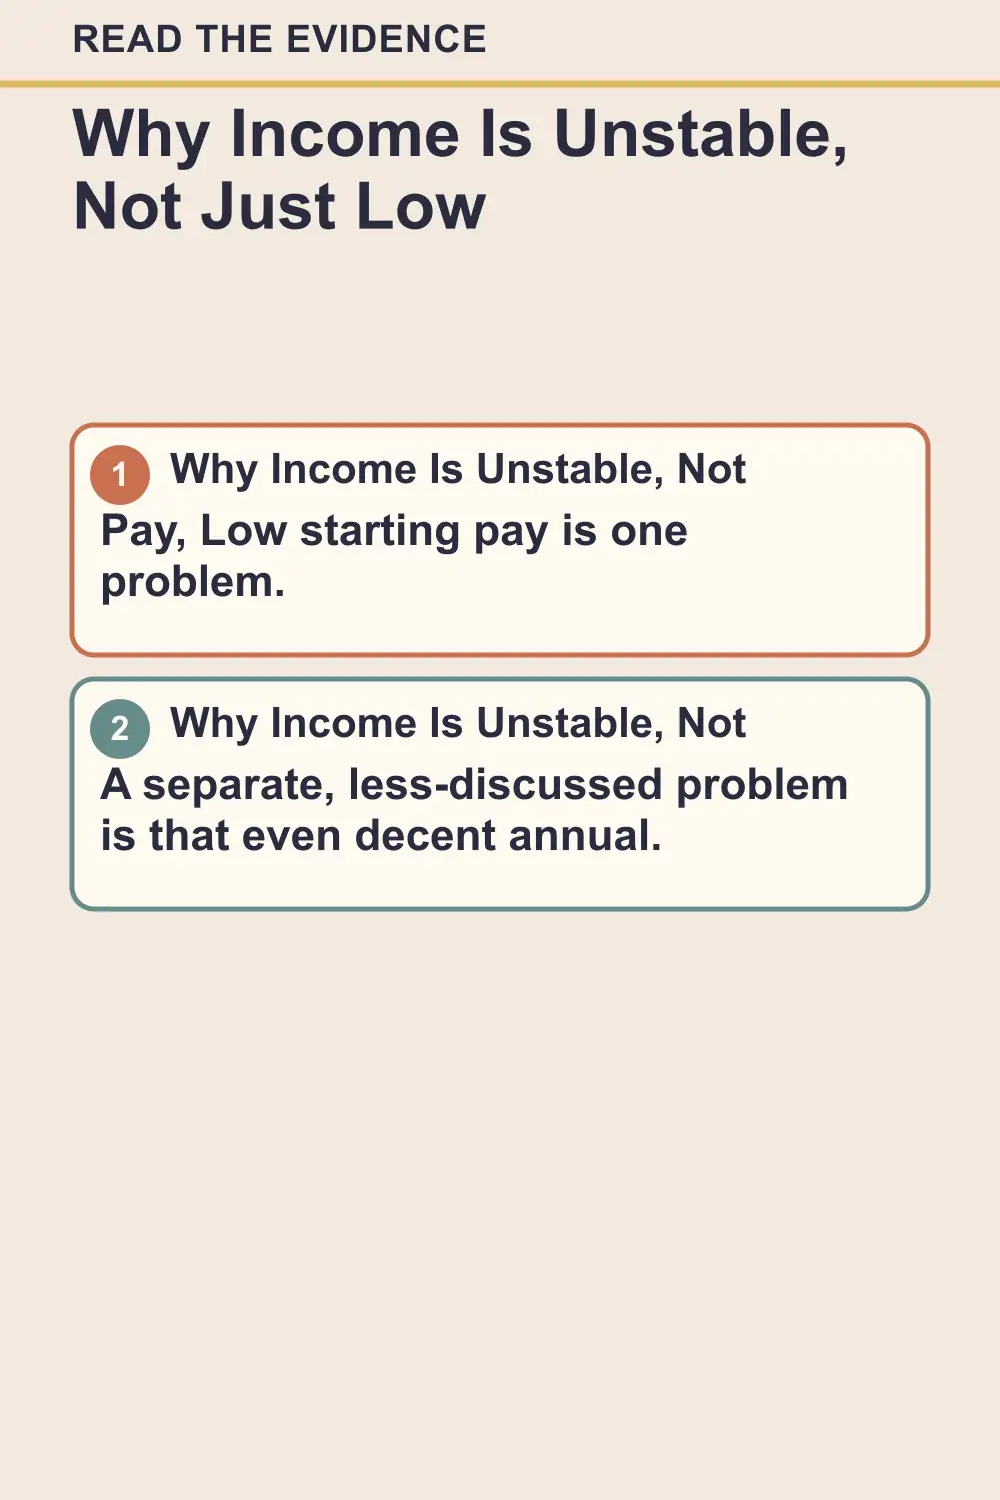 READ THE EVIDENCE
Why Income Is Unstable,
Not Just Low
1 Why Income Is Unstable, Not
Pay, Low starting pay is one
problem.
2 Why Income Is Unstable, Not
A separate, less-discussed problem
is that even decent annual.